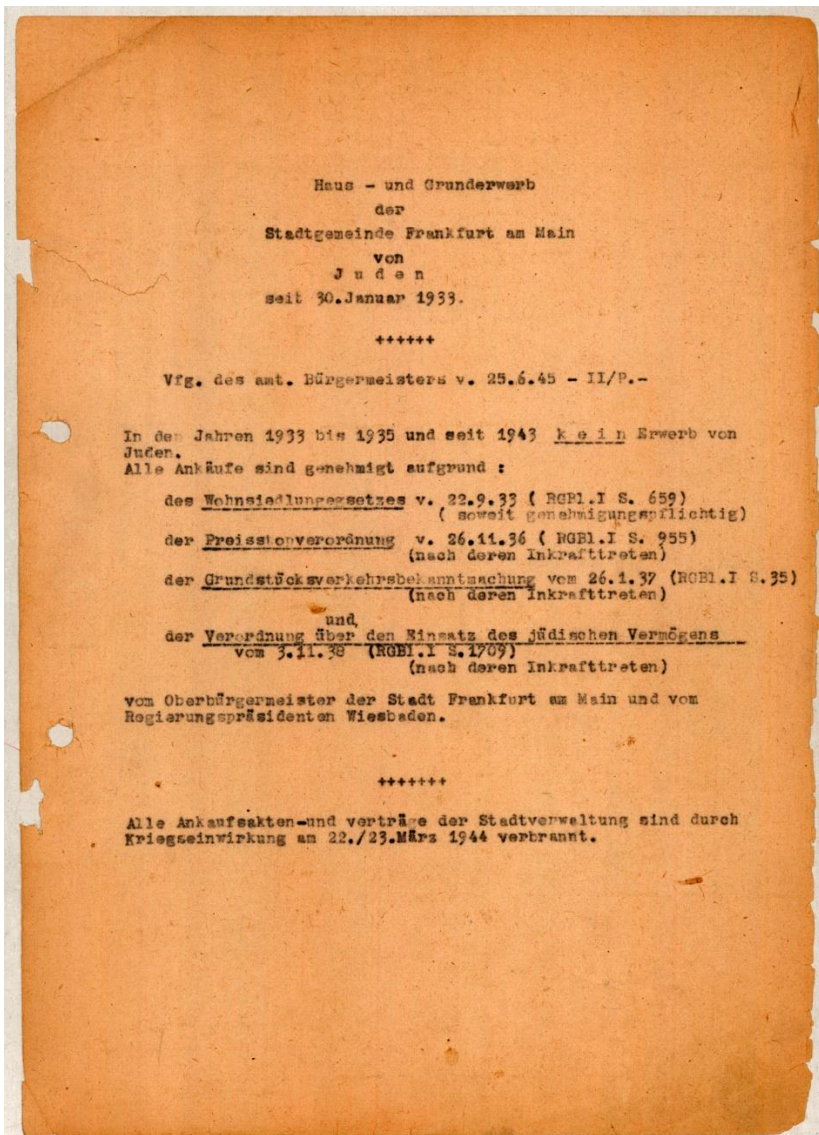 Haus - und Grunderwerb
der
Stadtgemeinde Frankfurt am Main
von
J u d e n
seit 30.Januar 1933.
++++++
Vfg. des amt. Bürgermeisters v. 25.6.45 - II/P.-
In den Jahren 1933 bis 1935 und seit 1943 k e i n Erwerb von
Juden.
Alle Ankäufe sind genehmigt aufgrund :
des Wohnsiedlungsgesetzes v. 22.9.33 ( RGBl.I S. 659)
( soweit genehmigungspflichtig)
der Preisstopverordnung v. 26.11.36 ( RGBl.I S. 955)
(nach deren Inkrafttreten)
der Grundstücksverkehrsbekanntmachung vom 26.1.37 (RGBl.I S.35)
(nach deren Inkrafttreten)
und,
der Verordnung über den Einsatz des jüdischen Vermögens
vom 3.11.38 (RGBl.I S.1709)
(nach deren Inkrafttreten)
vom Oberbürgermeister der Stadt Frankfurt am Main und vom
Regierungspräsidenten Wiesbaden.
+++++++
Alle Ankaufsakten-und verträge der Stadtverwaltung sind durch
Kriegseinwirkung am 22./23.März 1944 verbrannt.